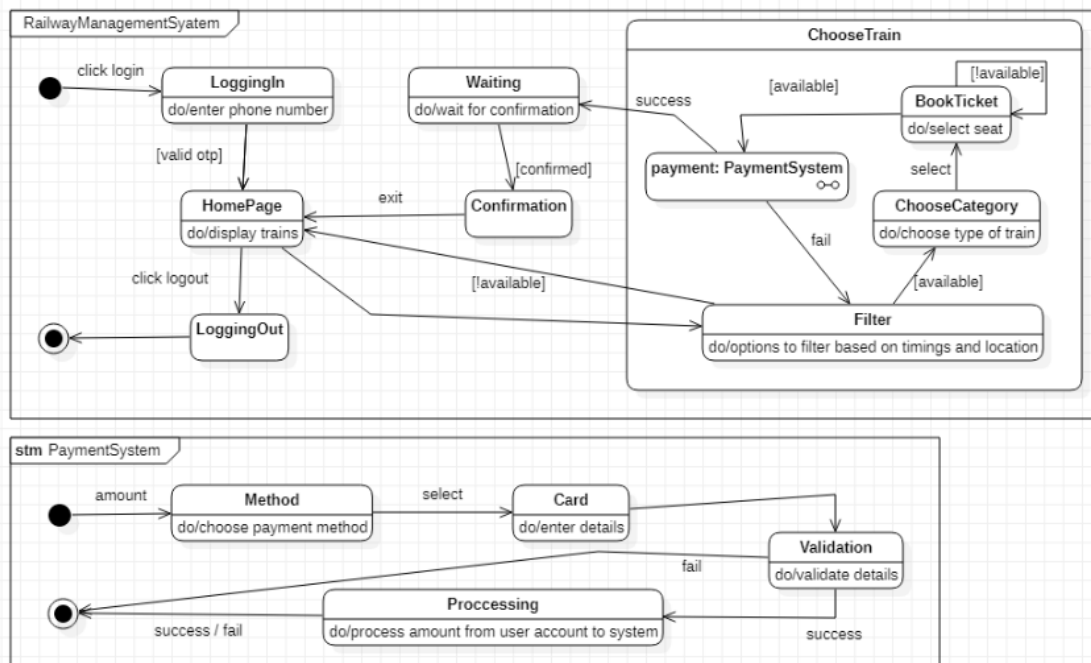 RailwayManagementSyatem
click login
LoggingIn
do/enter phone number
[valid otp]
HomePage
do/display trains
click logout
LoggingOut
Waiting
do/wait for confirmation
[confirmed]
Confirmation
exit
[!available]
success
ChooseTrain
[available]
[!available]
BookTicket
do/select seat
payment: PaymentSystem
select
ChooseCategory
do/choose type of train
fail
[available]
Filter
do/options to filter based on timings and location
stm PaymentSystem
amount
Method
do/choose payment method
select
Card
do/enter details
Validation
do/validate details
fail
success
Proccessing
do/process amount from user account to system
success / fail